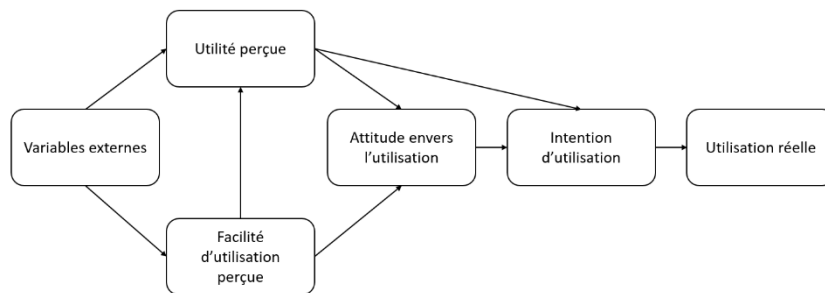 Utilité perçue
Variables externes
Attitude envers
l'utilisation
Intention
d'utilisation
Utilisation réelle
Facilité
d'utilisation
perçue